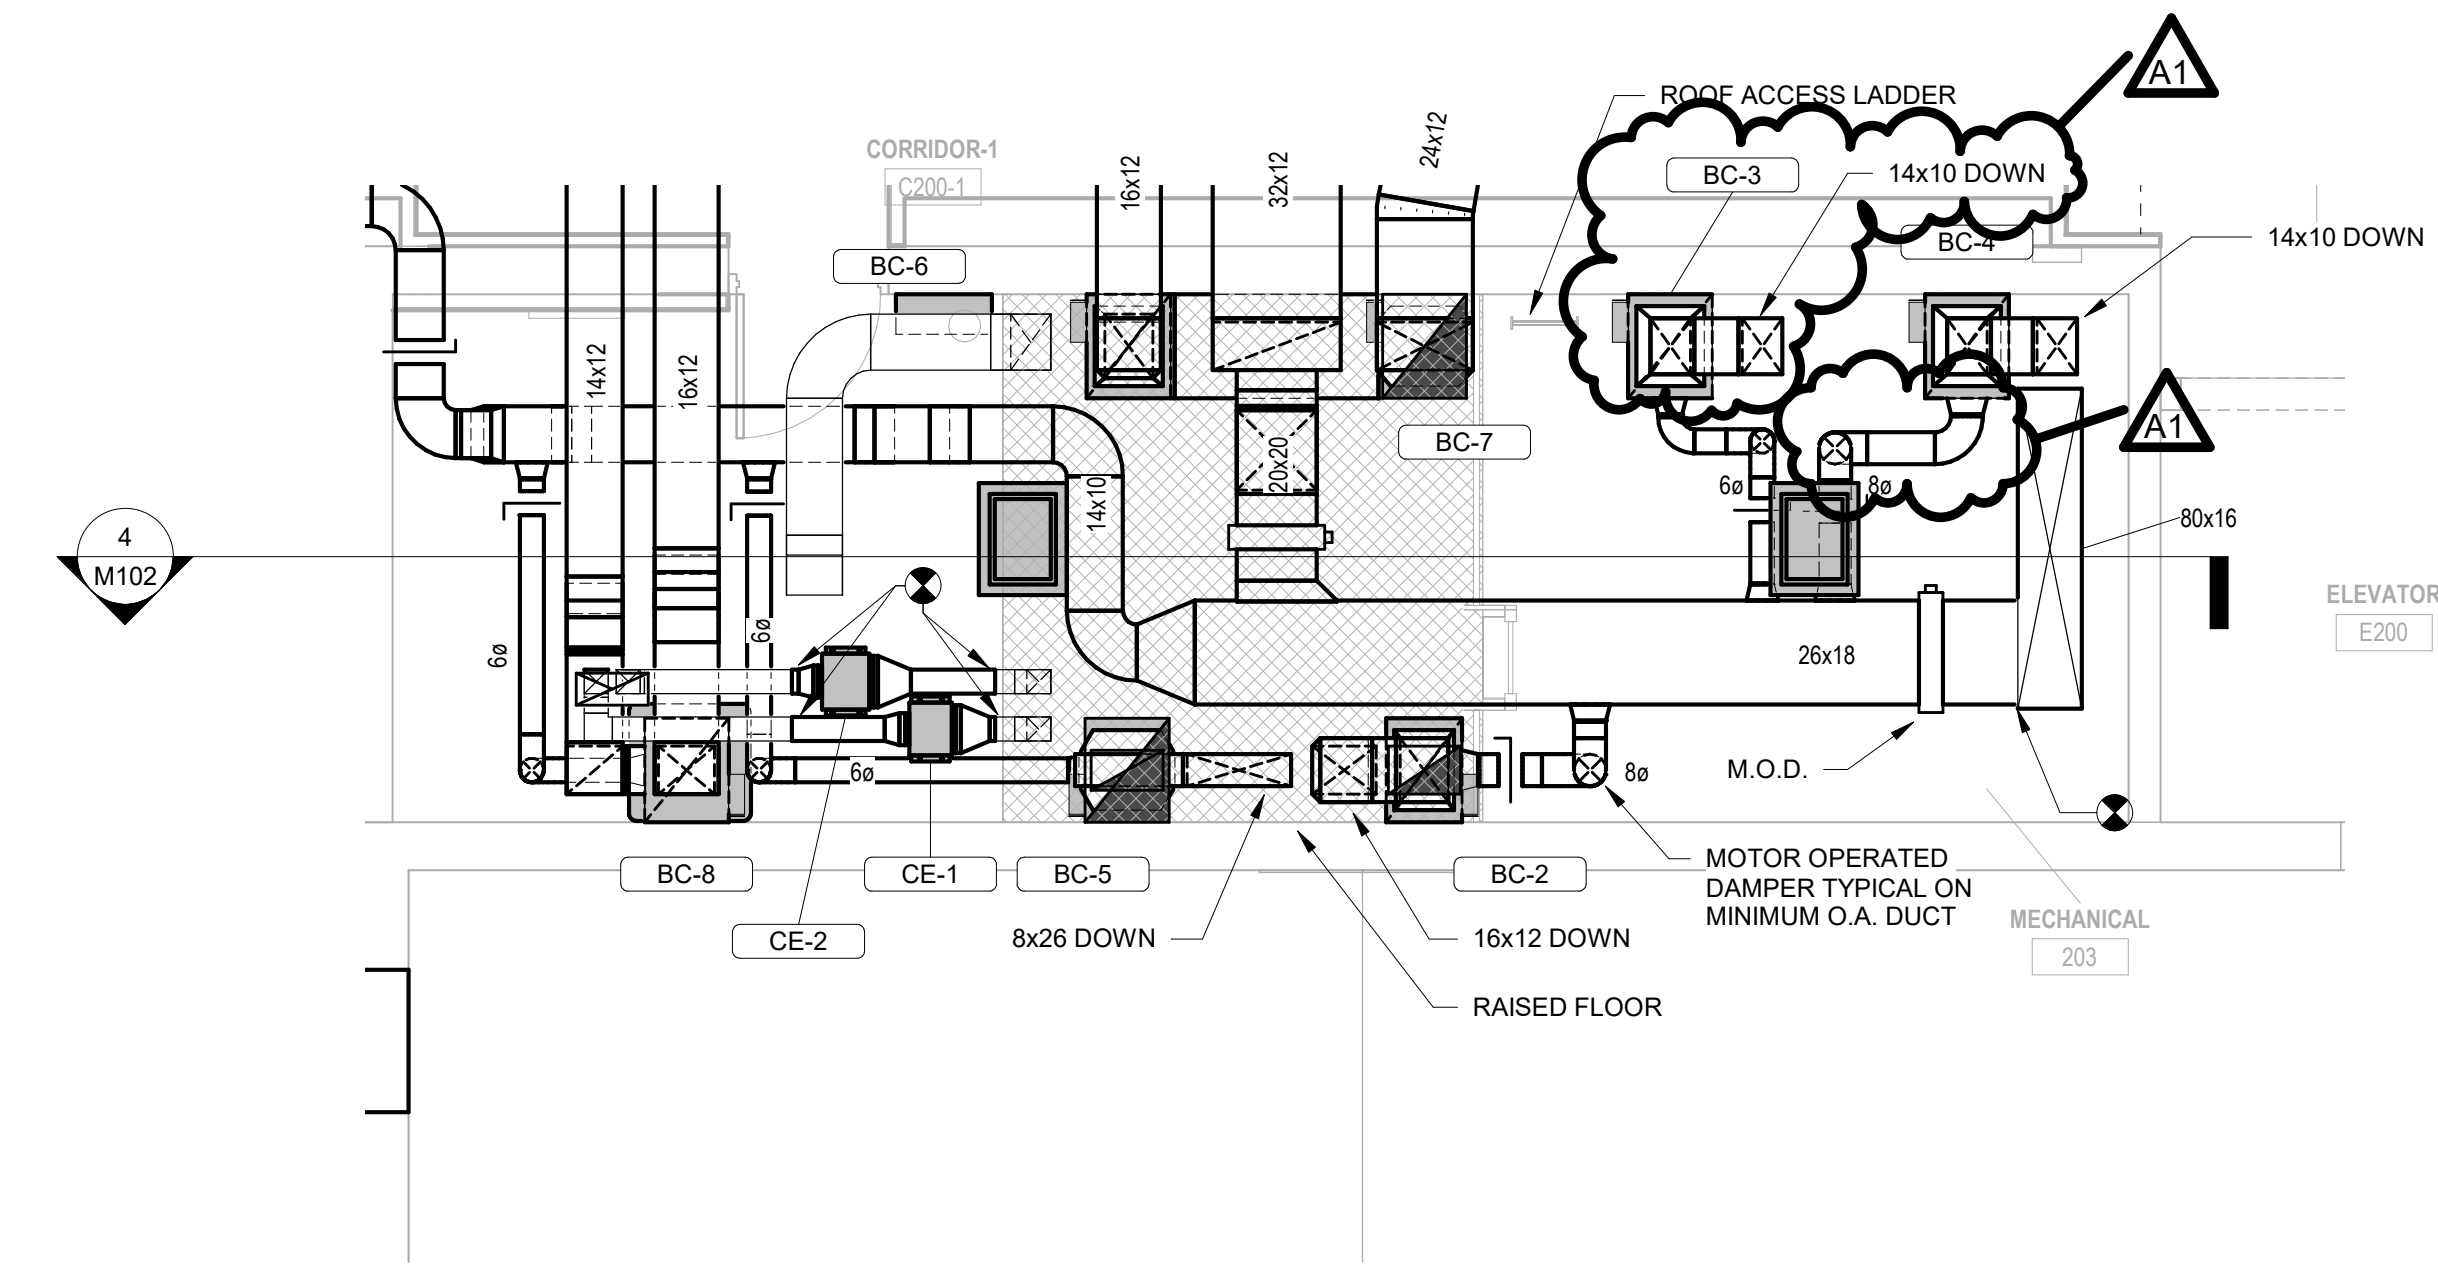 A1
ROOF ACCESS LADDER
24x12
CORRIDOR-1
C200-1
16x12
32x12
BC-3
14x10 DOWN
BC-4
14x10 DOWN
BC-6
14x12
16x12
A1
BC-7
20x20
14x10
6ø
8ø
80x16
4
M102
ELEVATOR
E200
6ø
6ø
26x18
6ø
8ø
M.O.D.
BC-8
CE-1
BC-5
BC-2
MOTOR OPERATED
DAMPER TYPICAL ON
MINIMUM O.A. DUCT
CE-2
8x26 DOWN
16x12 DOWN
MECHANICAL
203
RAISED FLOOR